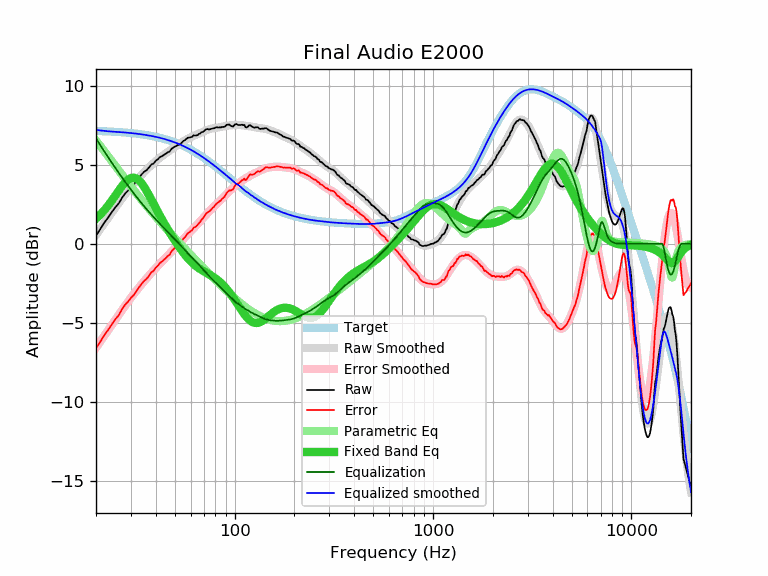 Final Audio E2000
Amplitude (dBr)
10
5
0
−5
−10
−15
Target
Raw Smoothed
Error Smoothed
Raw
Error
Parametric Eq
Fixed Band Eq
Equalization
Equalized smoothed
100
1000
10000
Frequency (Hz)